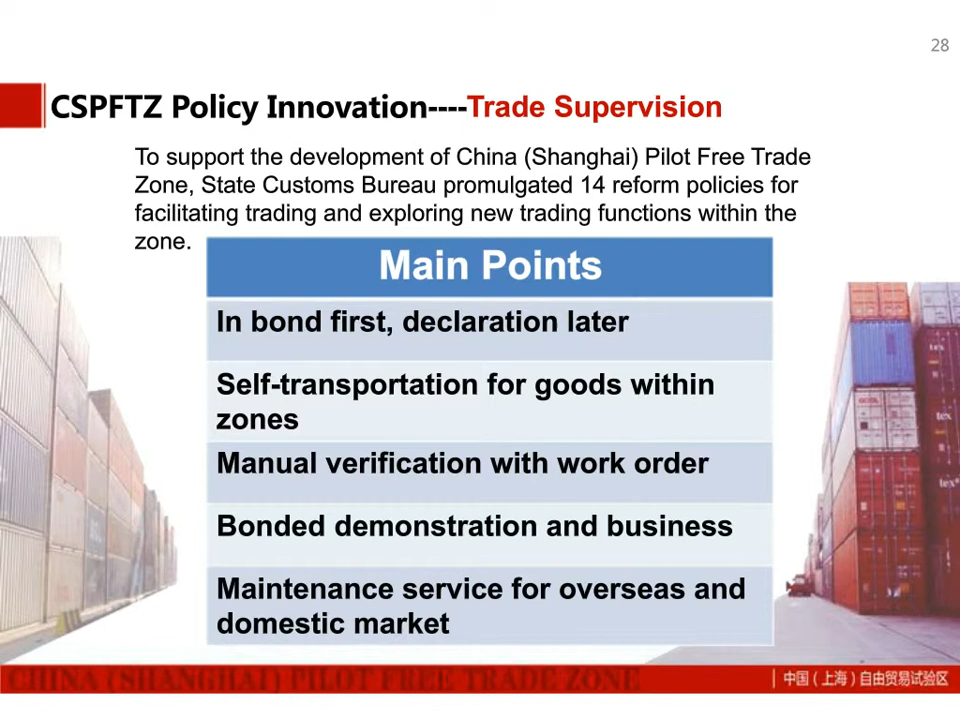 28
CSPFTZ Policy Innovation----Trade Supervision
To support the development of China (Shanghai) Pilot Free Trade
Zone, State Customs Bureau promulgated 14 reform policies for
facilitating trading and exploring new trading functions within the
zone.
Main Points
In bond first, declaration later
Self-transportation for goods within
zones
Manual verification with work order
Bonded demonstration and business
Maintenance service for overseas and
domestic market
CHINA (SHANGHAI) PILOT FREE TRADE ZONE
中国（上海）自由贸易试验区